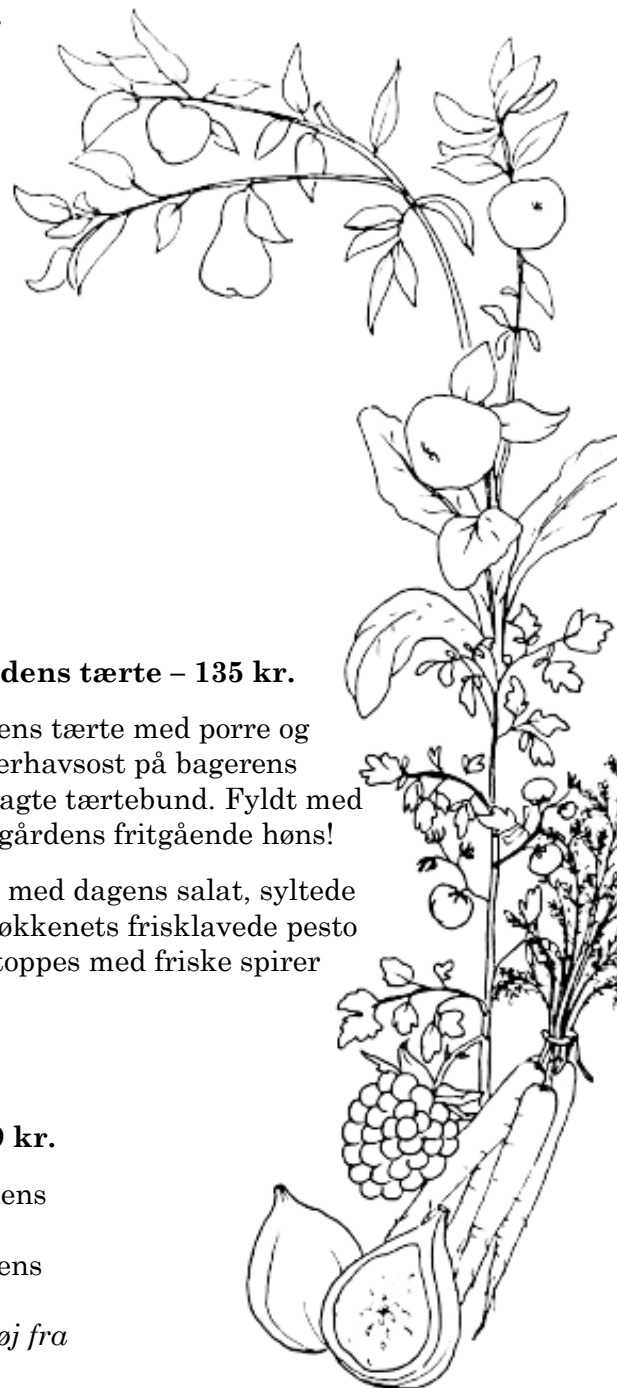 dens tærte – 135 kr.
ens tærte med porre og
erhavsost på bagerens
agte tærtebund. Fyldt med
gårdens fritgående høns!
med dagens salat, syltede
økkenets frisklavede pesto
toppes med friske spirer
kr.
ens
ens
øj fra